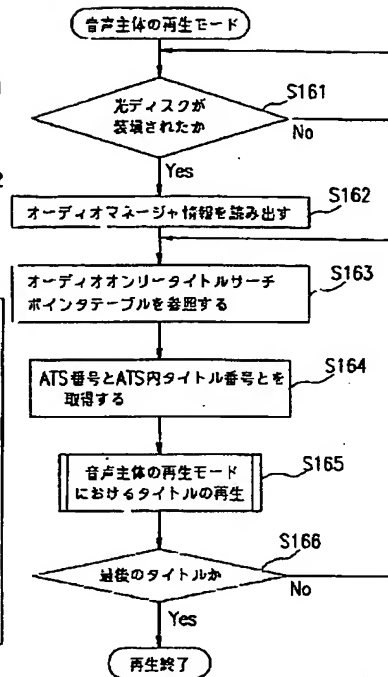 音声主体の再生モード
光ディスクが
装填されたか
S161
No
Yes
オーディオマネージャ情報を読み出す
S162
オーディオオンリータイトルサーチ
ポインタテーブルを参照する
S163
ATS番号とATS内タイトル番号とを
取得する
S164
音声主体の再生モード
におけるタイトルの再生
S165
最後のタイトルか
S166
No
Yes
再生終了